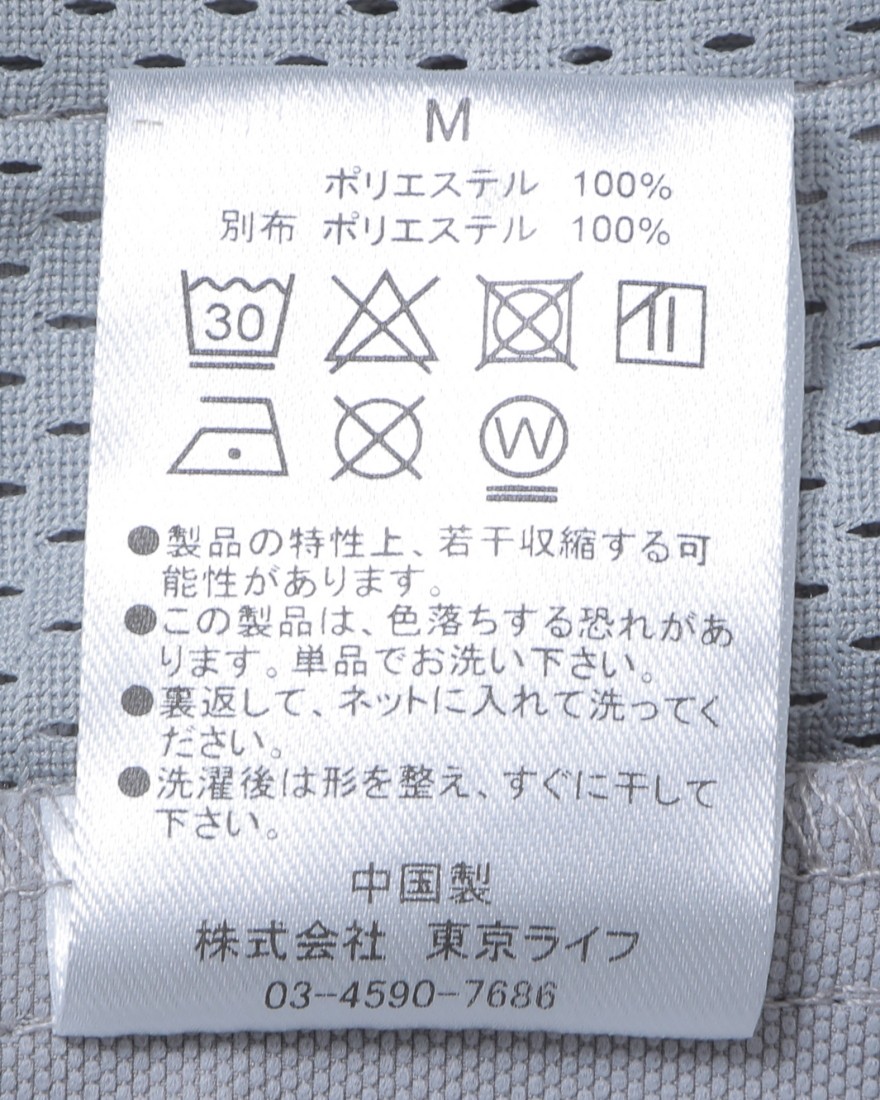 M
ポリエステル 100%
別布 ポリエステル 100%
30
W
●製品の特性上、若干収縮する可
能性があります。
●この製品は、色落ちする恐れがあ
ります。単品でお洗い下さい。
●裏返して、ネットに入れて洗ってく
ださい。
●洗濯後は形を整え、すぐに干して
下さい。
中国製
株式会社 東京ライフ
03-4590-7686